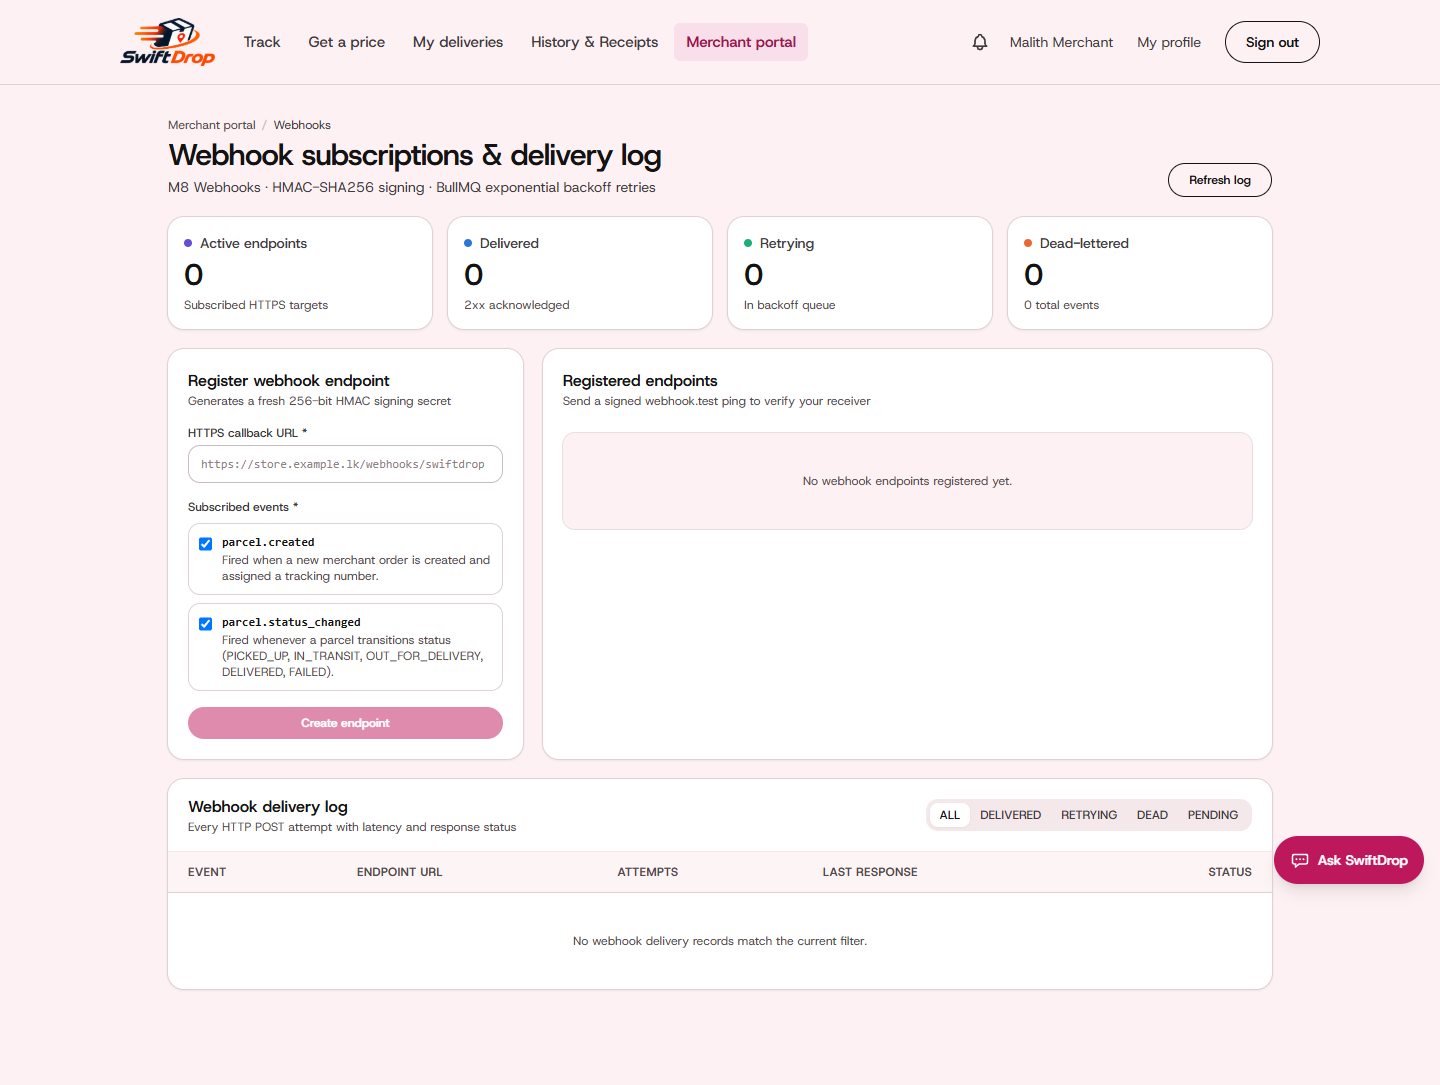 SwiftDrop
Track
Get a price
My deliveries
History & Receipts
Merchant portal
Malith Merchant
My profile
Sign out
Merchant portal / Webhooks
Webhook subscriptions & delivery log
M8 Webhooks · HMAC-SHA256 signing · BullMQ exponential backoff retries
Refresh log
Active endpoints
0
Subscribed HTTPS targets
Delivered
0
2xx acknowledged
Retrying
0
In backoff queue
Dead-lettered
0
0 total events
Register webhook endpoint
Generates a fresh 256-bit HMAC signing secret
HTTPS callback URL *
https://store.example.lk/webhooks/swiftdrop
Subscribed events *
parcel.created
Fired when a new merchant order is created and
assigned a tracking number.
parcel.status_changed
Fired whenever a parcel transitions status
(PICKED_UP, IN_TRANSIT, OUT_FOR_DELIVERY,
DELIVERED, FAILED).
Create endpoint
Registered endpoints
Send a signed webhook.test ping to verify your receiver
No webhook endpoints registered yet.
Webhook delivery log
Every HTTP POST attempt with latency and response status
ALL
DELIVERED
RETRYING
DEAD
PENDING
EVENT
ENDPOINT URL
ATTEMPTS
LAST RESPONSE
STATUS
No webhook delivery records match the current filter.
Ask SwiftDrop